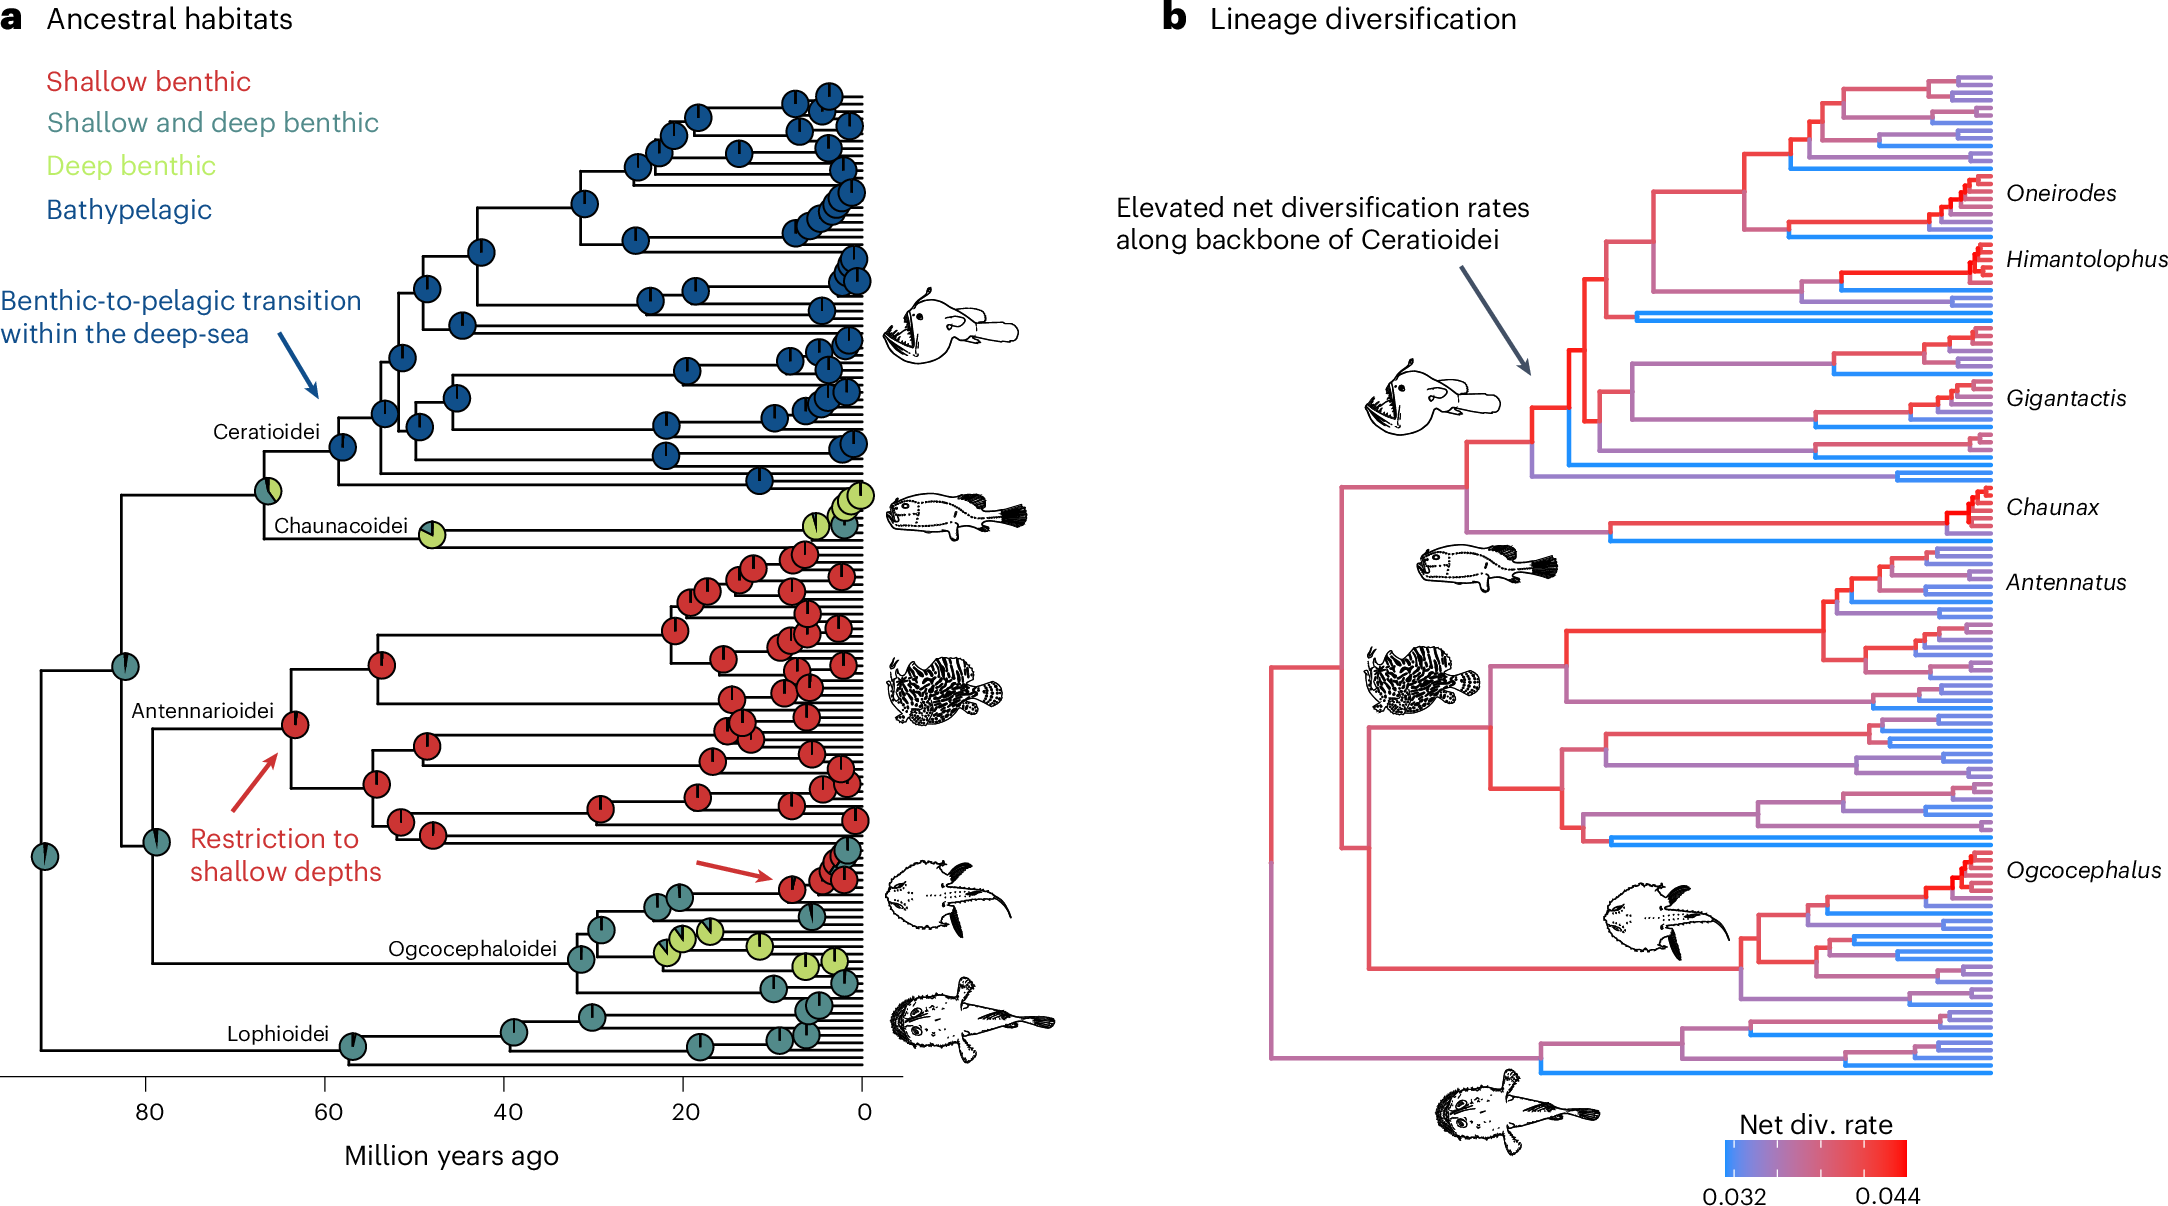 a Ancestral habitats
Shallow benthic
Shallow and deep benthic
Deep benthic
Bathypelagic
Benthic-to-pelagic transition
within the deep-sea
Ceratioidei
Chaunacoidei
Antennarioidei
Restriction to
shallow depths
Ogcocephaloidei
Lophioidei
80 60 40 20 0
Million years ago
b Lineage diversification
Elevated net diversification rates
along backbone of Ceratioidei
Oneirodes
Himantolophus
Gigantactis
Chaunax
Antennatus
Ogcocephalus
Net div. rate
0.032 0.044